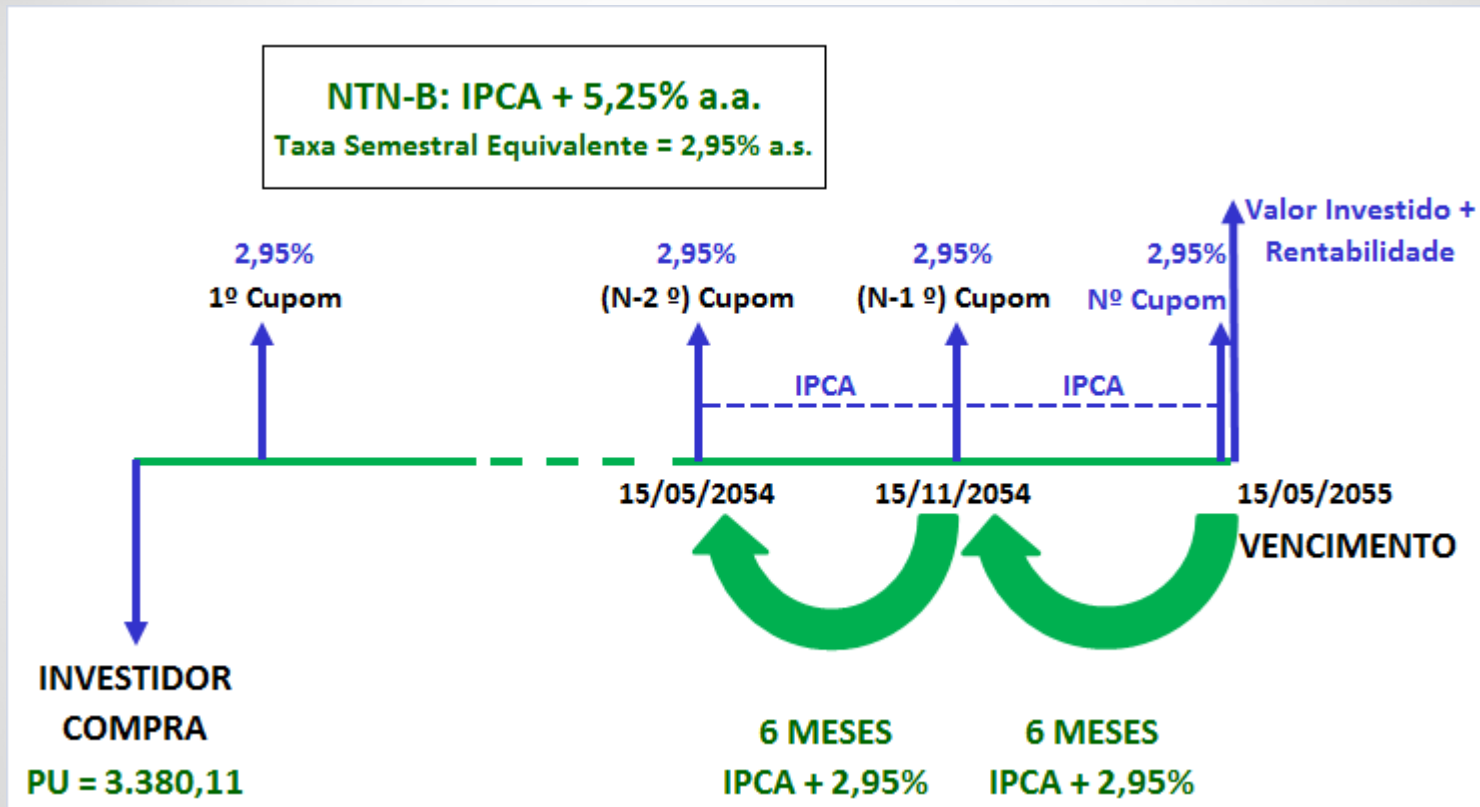 NTN-B: IPCA + 5,25% a.a.
Taxa Semestral Equivalente = 2,95% a.s.
Valor Investido +
Rentabilidade
2,95%
1º Cupom
2,95%
(N-2 º) Cupom
2,95%
(N-1 º) Cupom
2,95%
Nº Cupom
IPCA
IPCA
15/05/2054
15/11/2054
15/05/2055
VENCIMENTO
INVESTIDOR
COMPRA
PU = 3.380,11
6 MESES
IPCA + 2,95%
6 MESES
IPCA + 2,95%